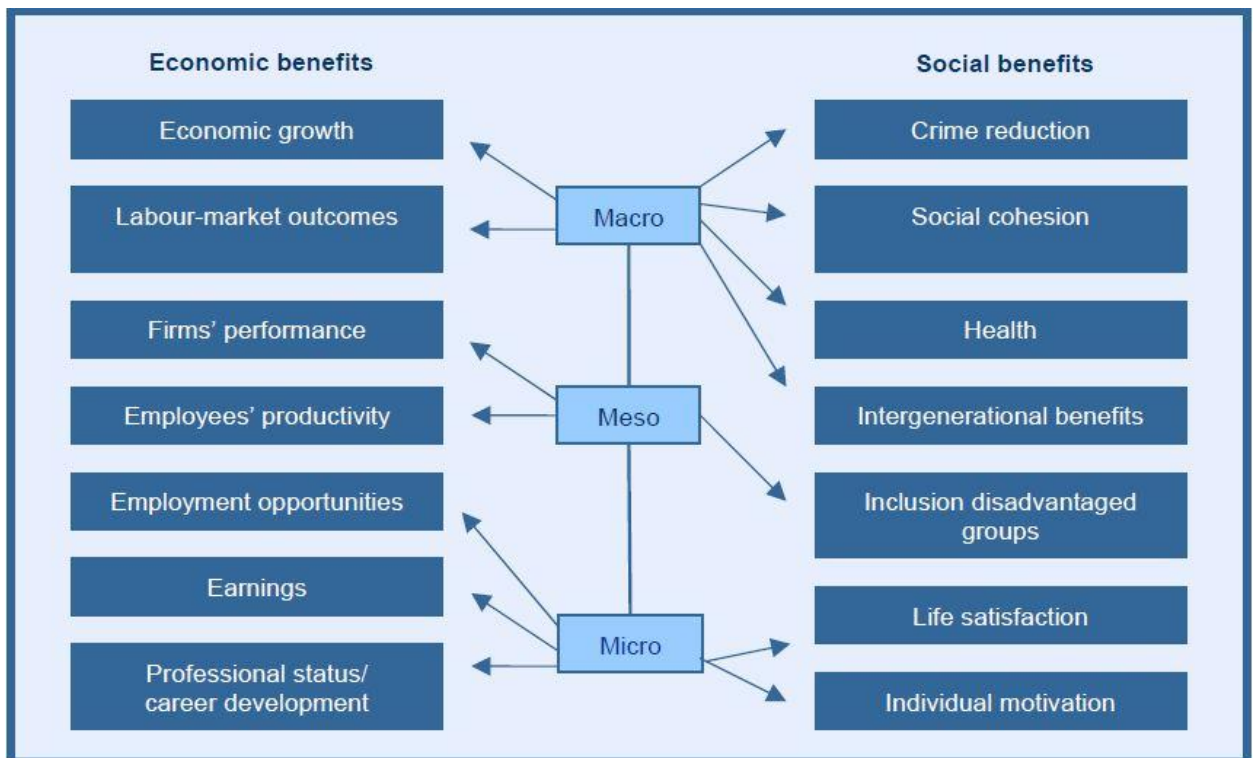 Economic benefits
Economic growth
Labour-market outcomes
Firms’ performance
Employees’ productivity
Employment opportunities
Earnings
Professional status/
career development
Macro
Meso
Micro
Social benefits
Crime reduction
Social cohesion
Health
Intergenerational benefits
Inclusion disadvantaged
groups
Life satisfaction
Individual motivation